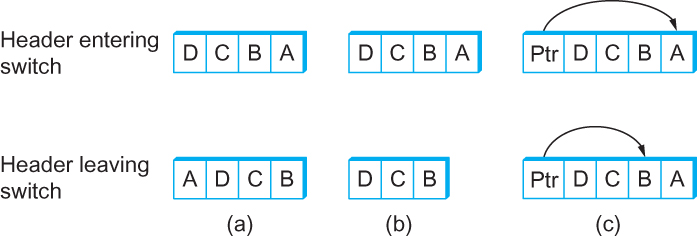 Header entering switch
D C B A
D C B A
Ptr D C B A
Header leaving switch
A D C B
D C B
Ptr D C B A
(a) (b) (c)